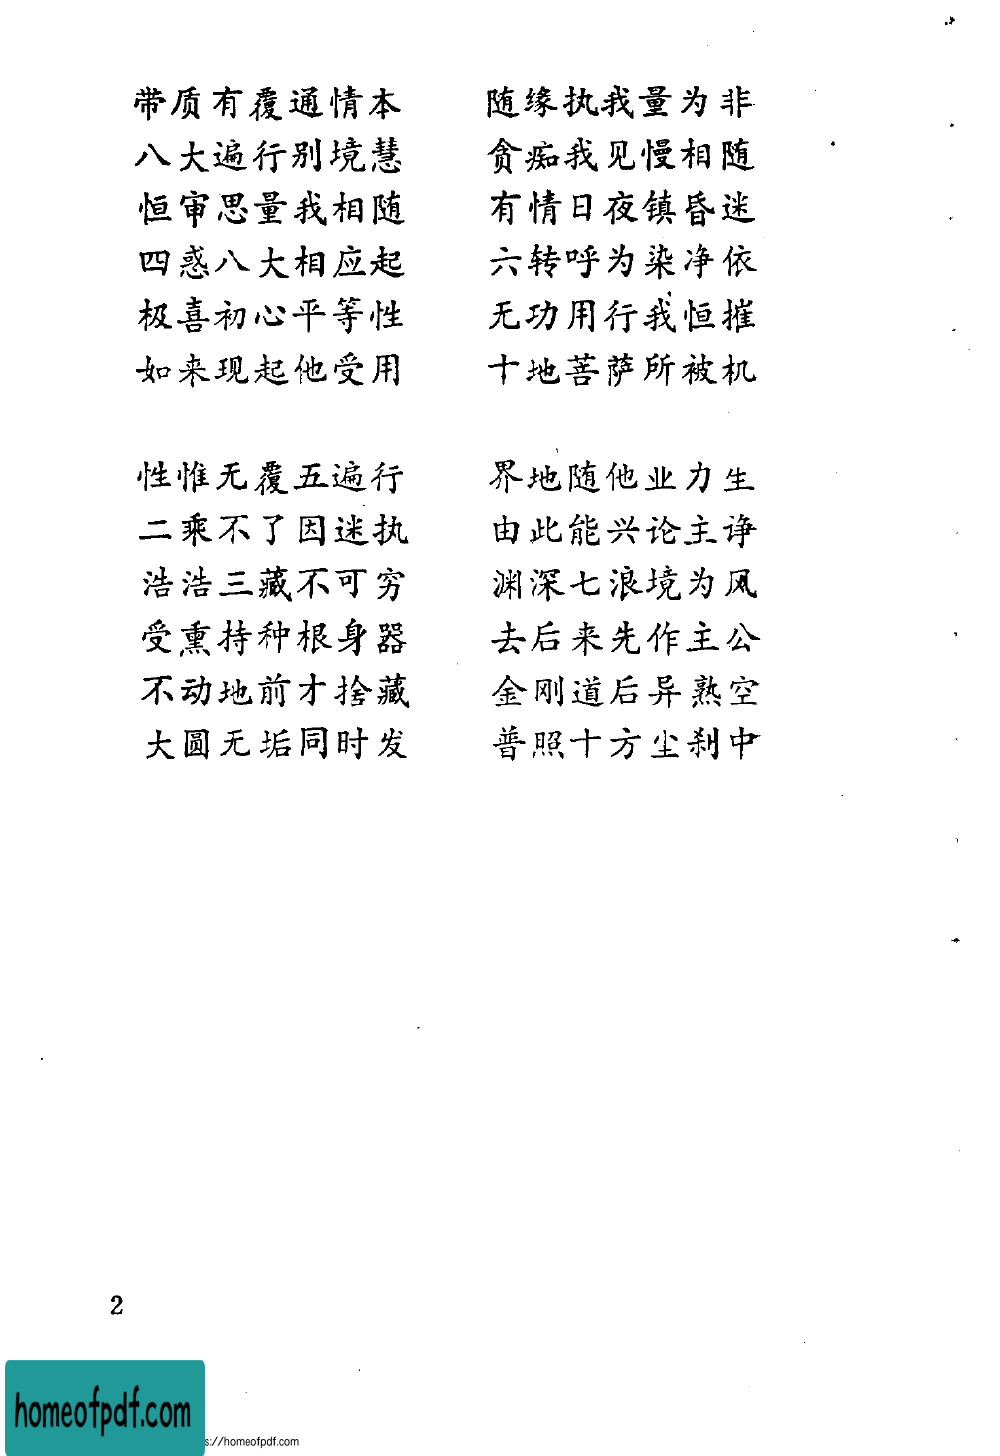 带质有覆通情本 随缘执我量为非
八大遍行别境慧 贪痴我见慢相随
恒审思量我相随 有情日夜镇昏迷
四惑八大相应起 六转呼为染净依
极喜初心平等性 无功用行我恒摧
如来现起他受用 十地菩萨所被机
性惟无覆五遍行 界地随他业力生
二乘不了因迷执 由此能兴论主诤
浩浩三藏不可穷 渊深七浪境为风
受熏持种根身器 去后来先作主公
不动地前才捨藏 金刚道后异熟空
大圆无垢同时发 普照十方尘刹中
2
homeofpdf.com
s://homeofpdf.com